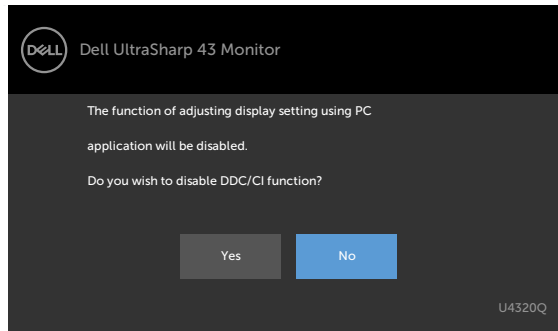 DELL Dell UltraSharp 43 Monitor
The function of adjusting display setting using PC
application will be disabled.
Do you wish to disable DDC/CI function?
Yes No
U4320Q